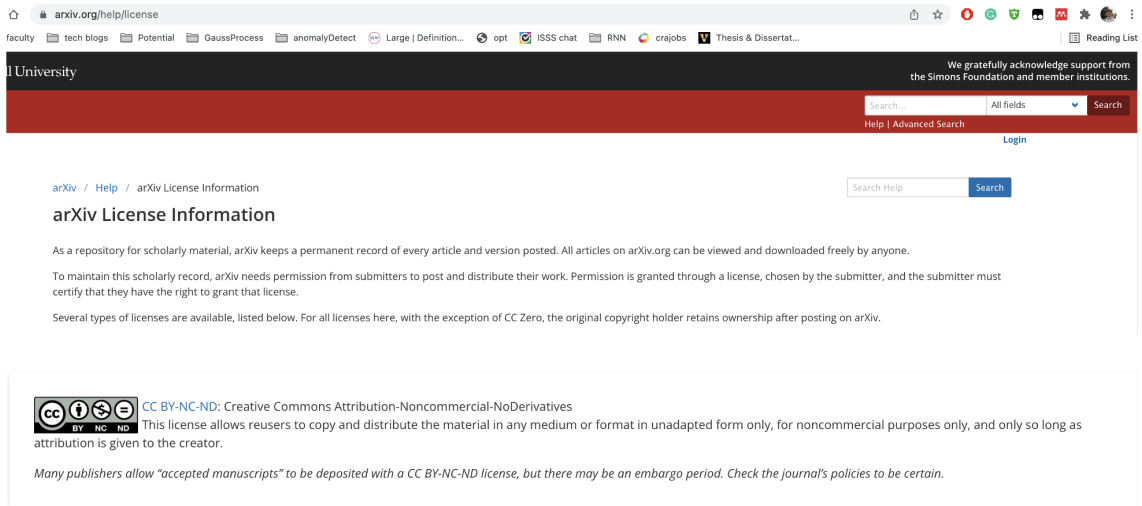 arxiv.org/help/license
faculty tech blogs Potential GaussProcess anomalyDetect Large | Definition... opt ISSS chat RNN crajobs Thesis & Dissertat... Reading List
ll University
We gratefully acknowledge support from
the Simons Foundation and member institutions.
Search... All fields Search
Help | Advanced Search
Login
arXiv / Help / arXiv License Information
Search Help Search
arXiv License Information
As a repository for scholarly material, arXiv keeps a permanent record of every article and version posted. All articles on arXiv.org can be viewed and downloaded freely by anyone.
To maintain this scholarly record, arXiv needs permission from submitters to post and distribute their work. Permission is granted through a license, chosen by the submitter, and the submitter must
certify that they have the right to grant that license.
Several types of licenses are available, listed below. For all licenses here, with the exception of CC Zero, the original copyright holder retains ownership after posting on arXiv.
CC BY NC ND
CC BY-NC-ND: Creative Commons Attribution-Noncommercial-NoDerivatives
This license allows reusers to copy and distribute the material in any medium or format in unadapted form only, for noncommercial purposes only, and only so long as
attribution is given to the creator.
Many publishers allow “accepted manuscripts” to be deposited with a CC BY-NC-ND license, but there may be an embargo period. Check the journal’s policies to be certain.